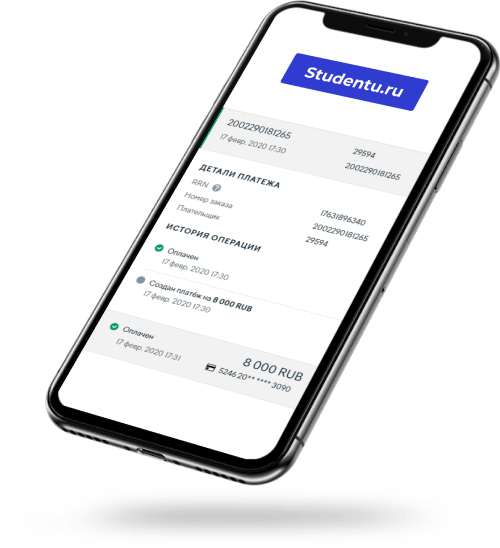 Studentu.ru
2002290181265
29594
17 февр. 2020 17:30
2002290181265
ДЕТАЛИ ПЛАТЕЖА
RRN ?
17631896340
Номер заказа
2002290181265
Плательщик
29594
ИСТОРИЯ ОПЕРАЦИИ
Оплачен
17 февр. 2020 17:30
Создан платёж на 8 000 RUB
17 февр. 2020 17:30
Оплачен
8 000 RUB
17 февр. 2020 17:31
5246 20** **** 3090